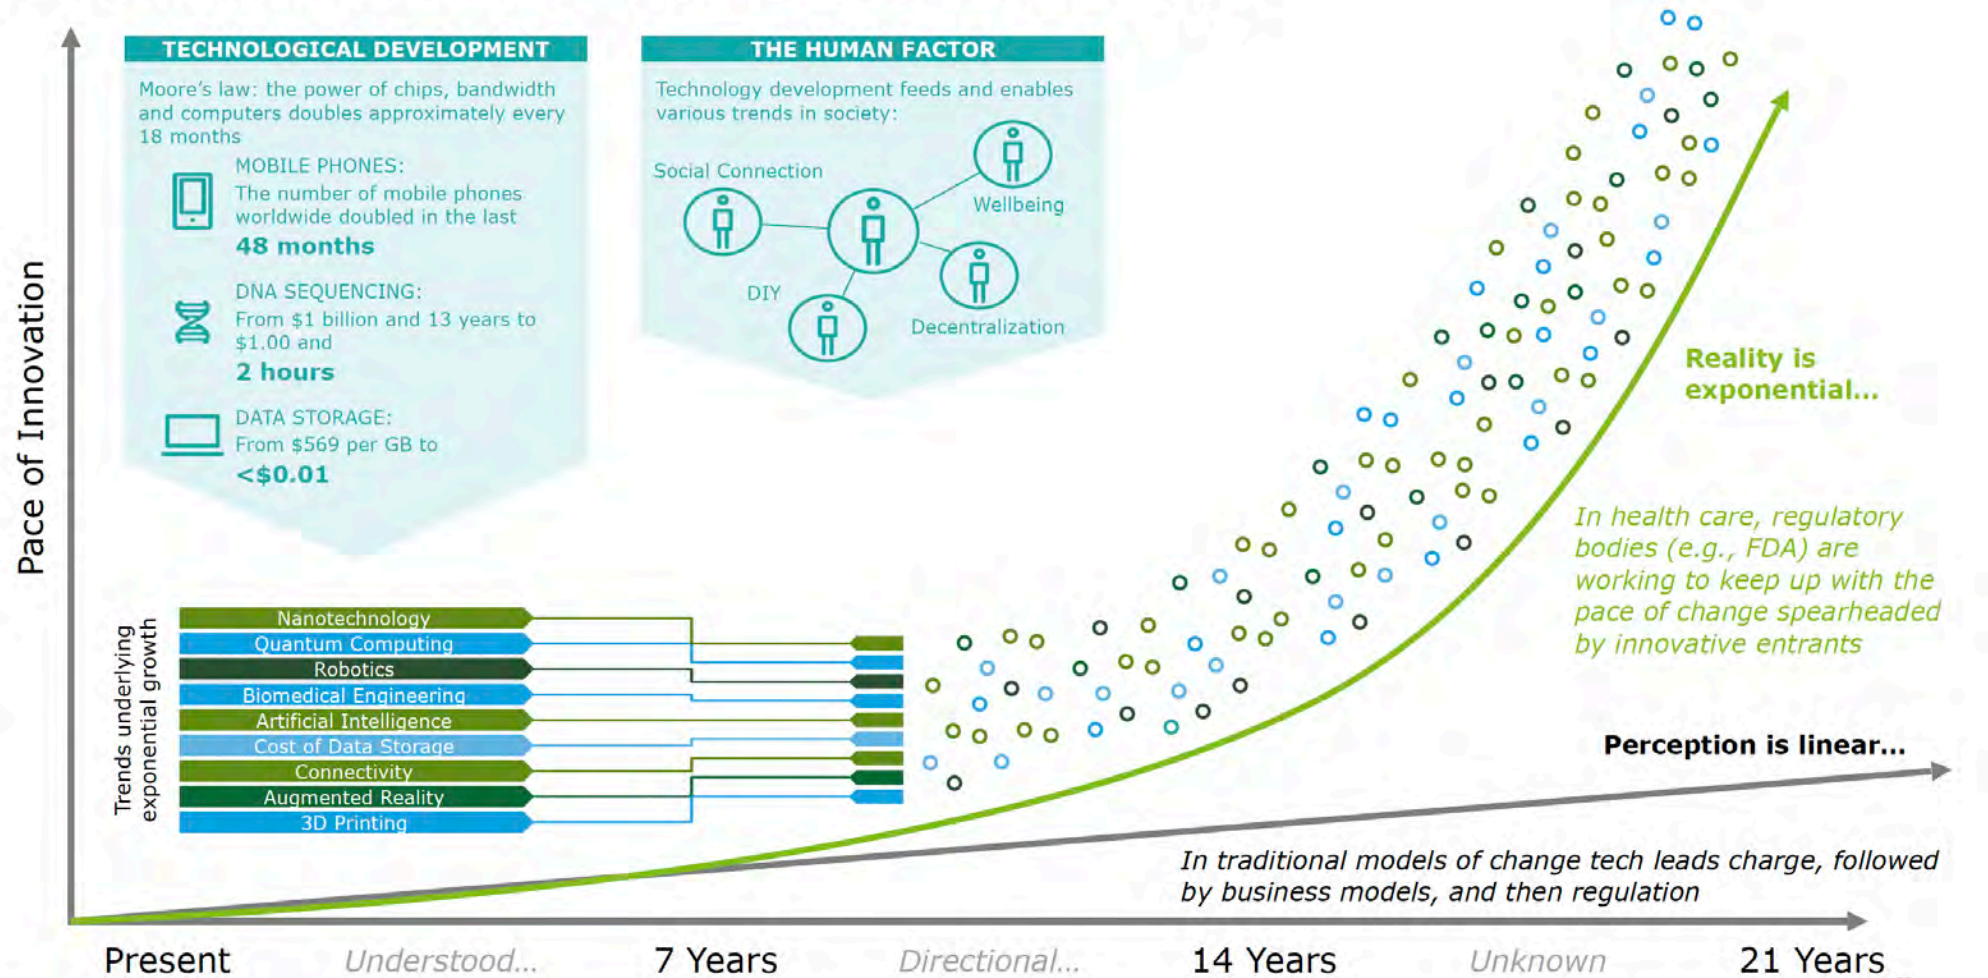 TECHNOLOGICAL DEVELOPMENT
Moore's law: the power of chips, bandwidth
and computers doubles approximately every
18 months
MOBILE PHONES:
The number of mobile phones
worldwide doubled in the last
48 months
DNA SEQUENCING:
From $1 billion and 13 years to
$1.00 and
2 hours
DATA STORAGE:
From $569 per GB to
<$0.01
THE HUMAN FACTOR
Technology development feeds and enables
various trends in society:
Social Connection
Wellbeing
DIY
Decentralization
Pace of Innovation
Trends underlying
exponential growth
Nanotechnology
Quantum Computing
Robotics
Biomedical Engineering
Artificial Intelligence
Cost of Data Storage
Connectivity
Augmented Reality
3D Printing
Reality is
exponential...
In health care, regulatory
bodies (e.g., FDA) are
working to keep up with the
pace of change spearheaded
by innovative entrants
Perception is linear...
In traditional models of change tech leads charge, followed
by business models, and then regulation
Present
Understood...
7 Years
Directional...
14 Years
Unknown
21 Years